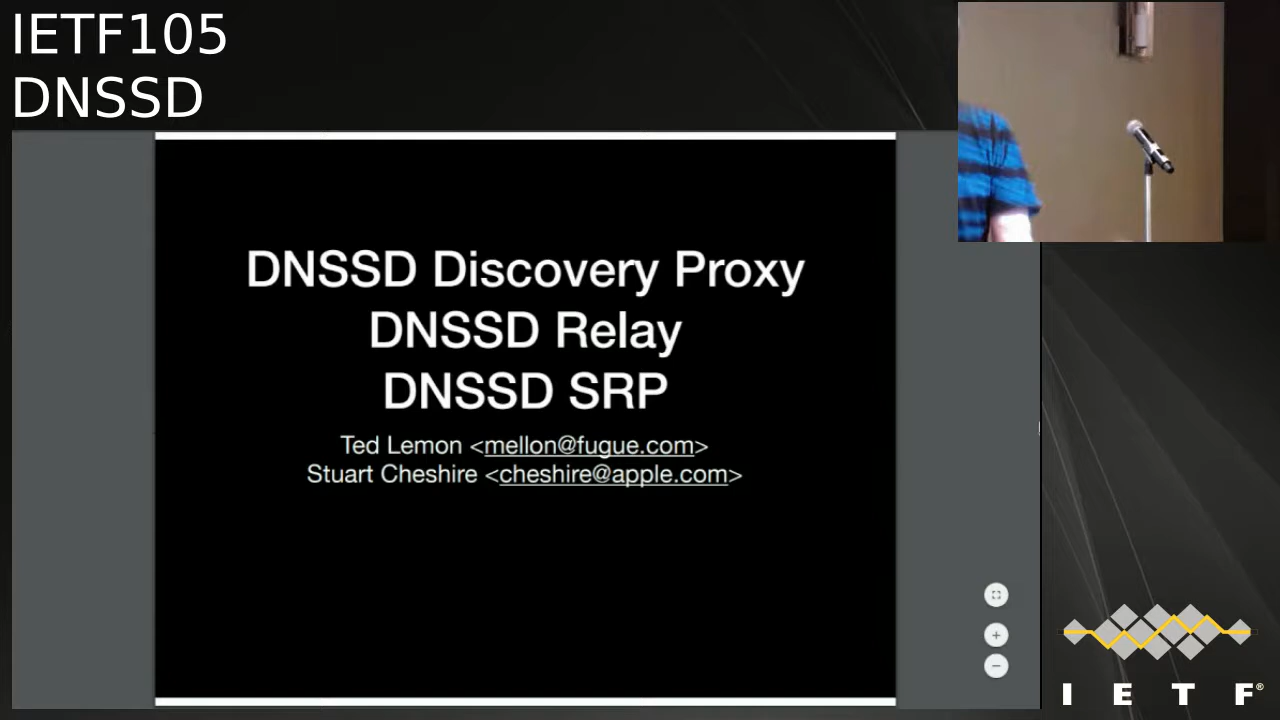 IETF105
DNSSD
DNSSD Discovery Proxy
DNSSD Relay
DNSSD SRP
Ted Lemon <mellon@fugue.com>
Stuart Cheshire <cheshire@apple.com>
I E T F®